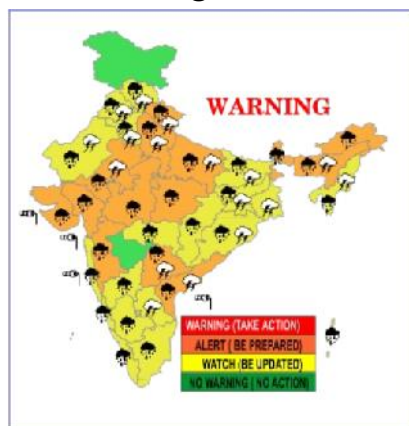 WARNING
WARNING (TAKE ACTION)
ALERT ( BE PREPARED)
WATCH (BE UPDATED)
NO WARNING ( NO ACTION)